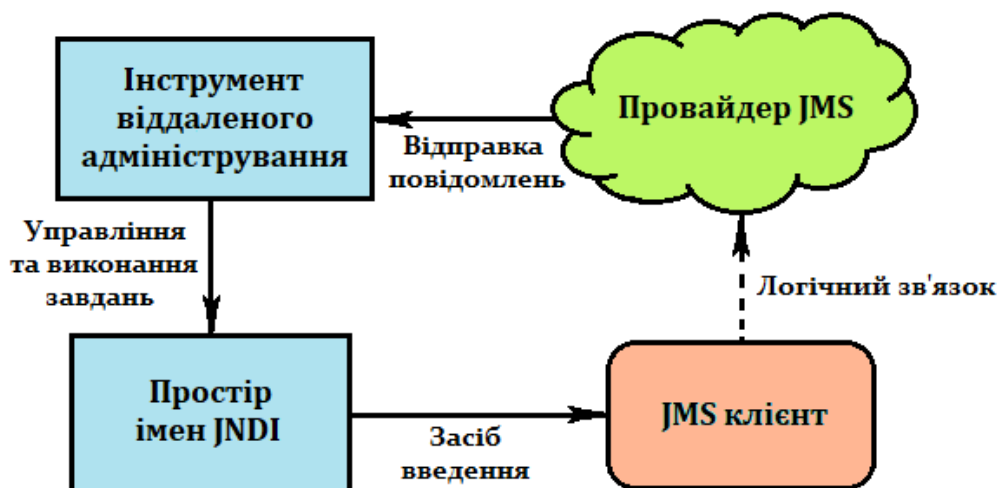 Інструмент
віддаленого
адміністрування
Провайдер JMS
Відправка
повідомлень
Управління
та виконання
завдань
Логічний зв'язок
Простір
імен JNDI
Засіб
введення
JMS клієнт